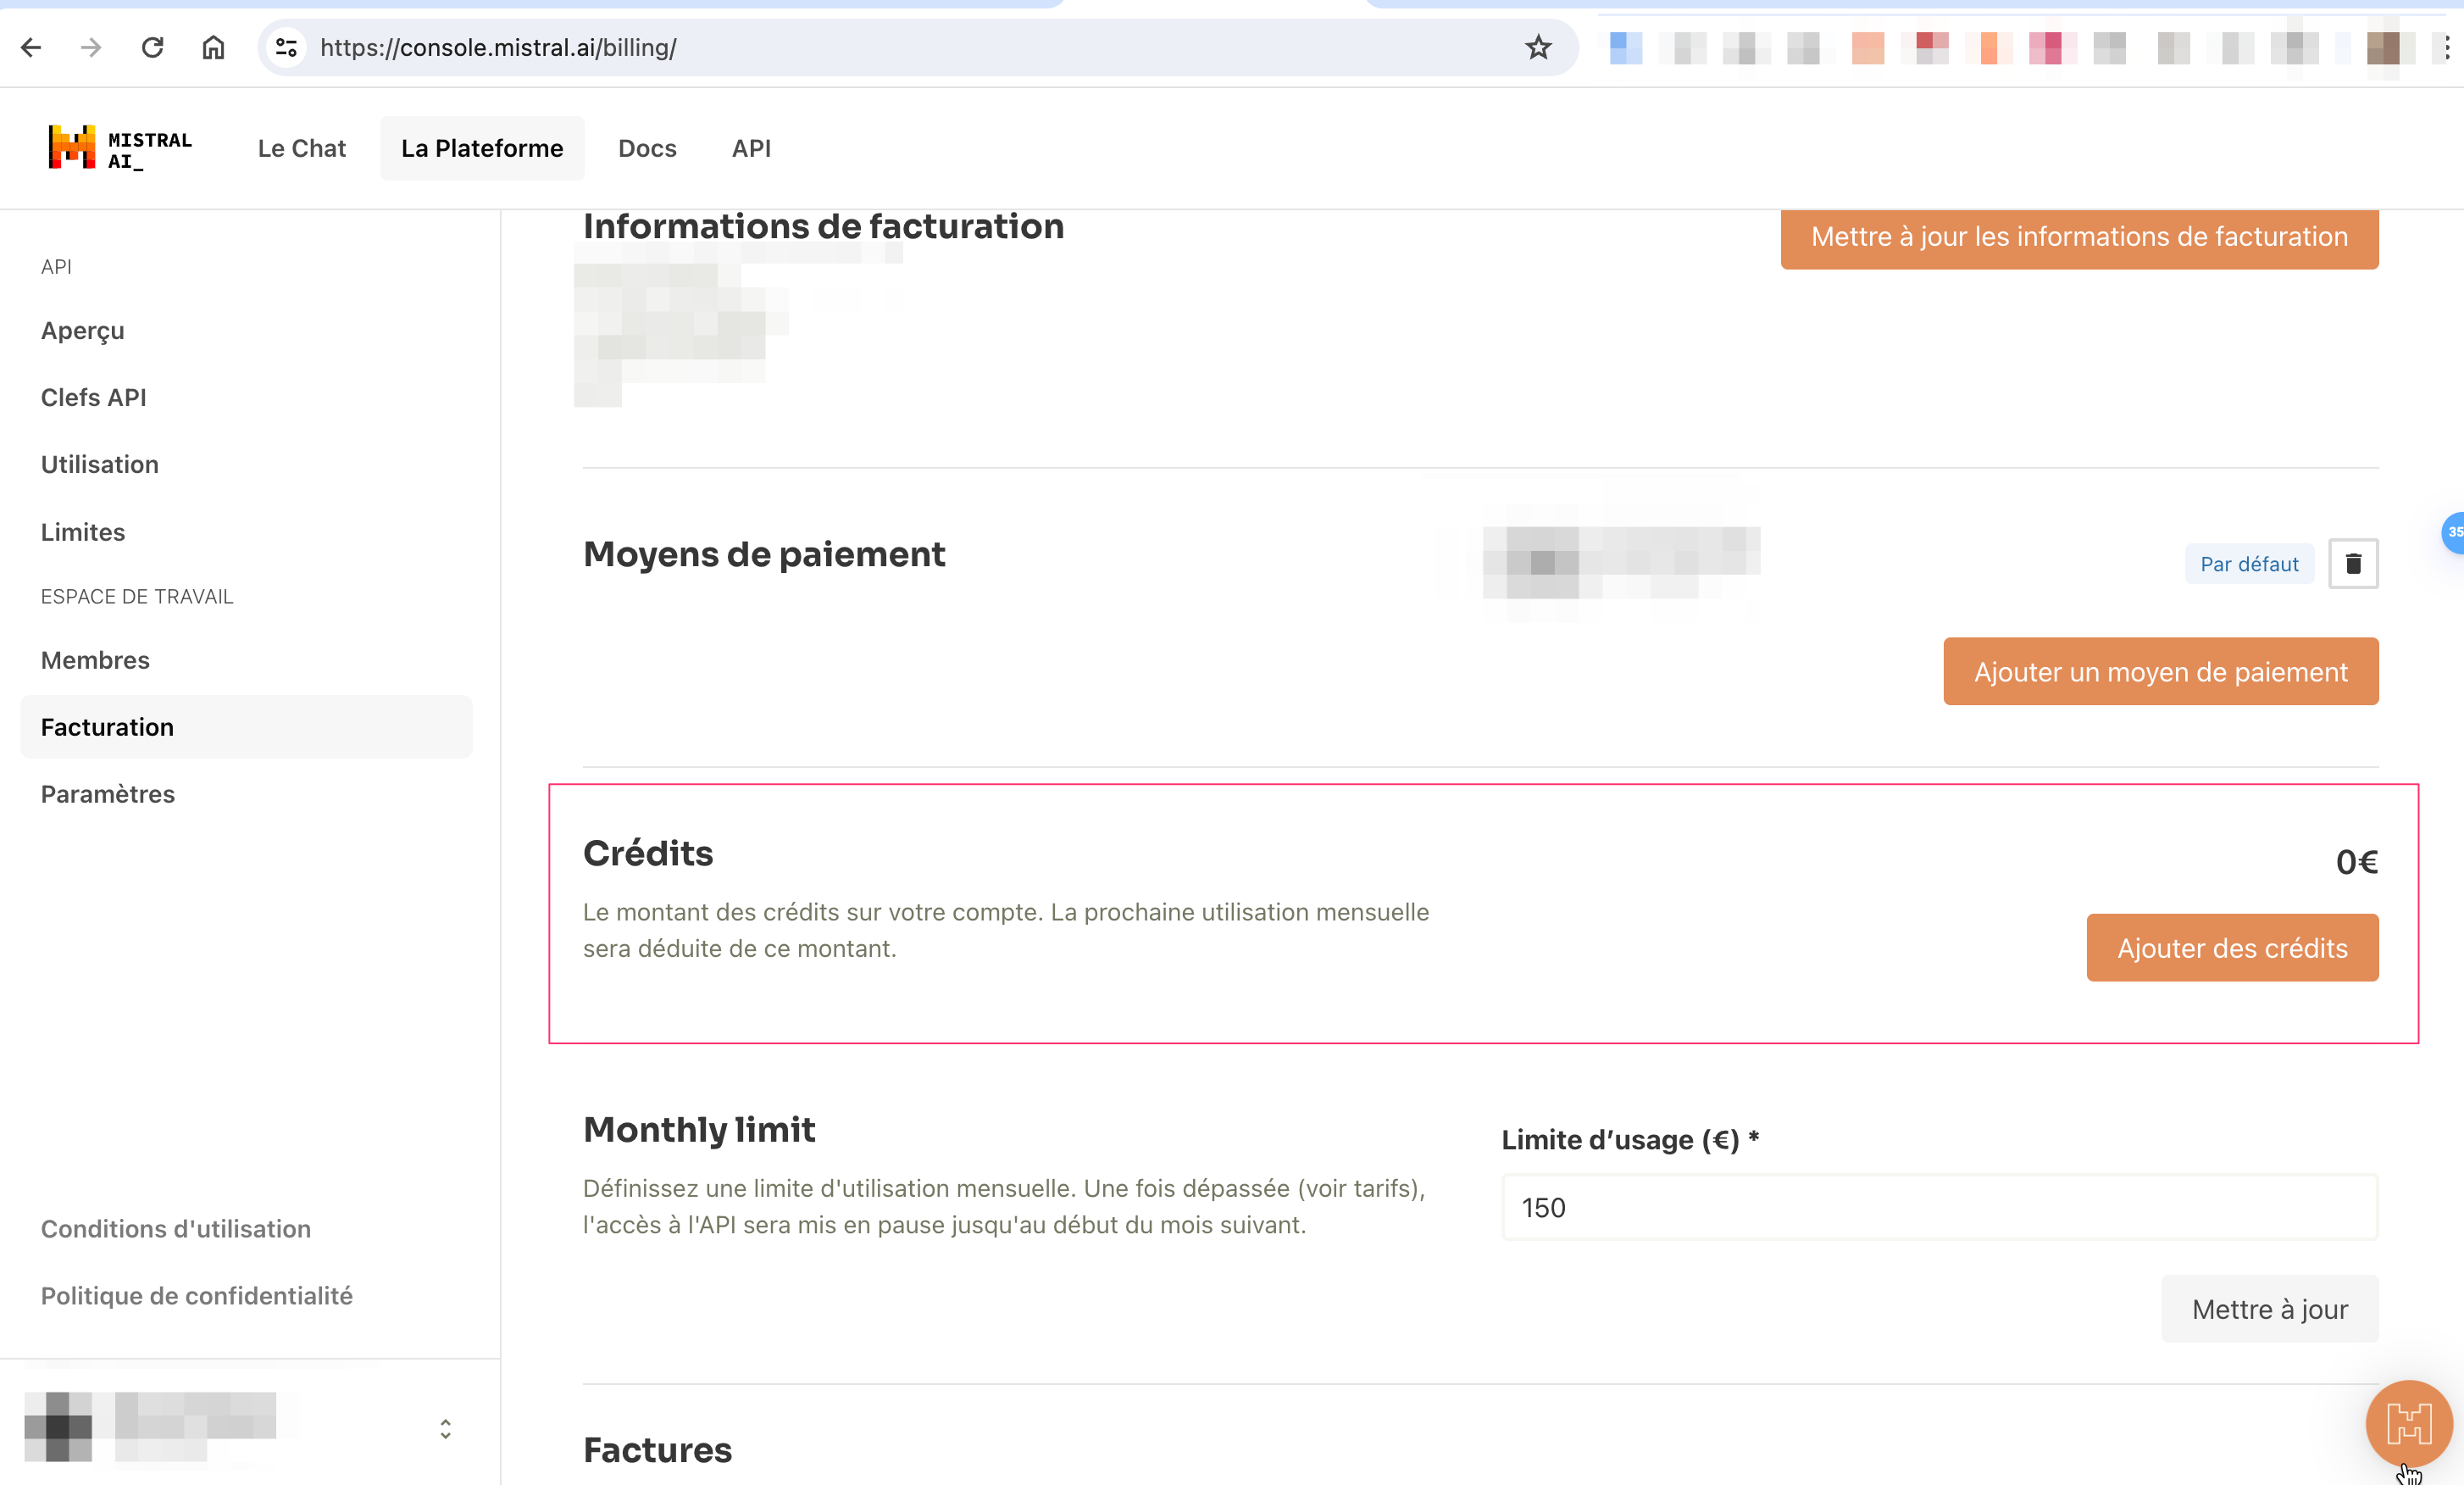 https://console.mistral.ai/billing/
MISTRAL
AI_
Le Chat
La Plateforme
Docs
API
API
Aperçu
Clefs API
Utilisation
Limites
ESPACE DE TRAVAIL
Membres
Facturation
Paramètres
Conditions d'utilisation
Politique de confidentialité
Informations de facturation
Mettre à jour les informations de facturation
Moyens de paiement
Par défaut
35
Ajouter un moyen de paiement
Crédits
0€
Le montant des crédits sur votre compte. La prochaine utilisation mensuelle
sera déduite de ce montant.
Ajouter des crédits
Monthly limit
Limite d’usage (€) *
Définissez une limite d'utilisation mensuelle. Une fois dépassée (voir tarifs),
l'accès à l'API sera mis en pause jusqu'au début du mois suivant.
150
Mettre à jour
Factures